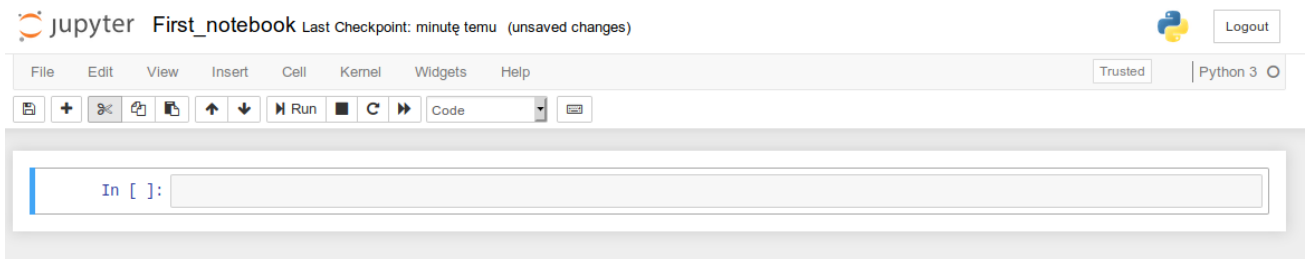 jupyter First_notebook Last Checkpoint: minutę temu (unsaved changes) Logout
File Edit View Insert Cell Kernel Widgets Help Trusted Python 3
Run Code
In [ ]: